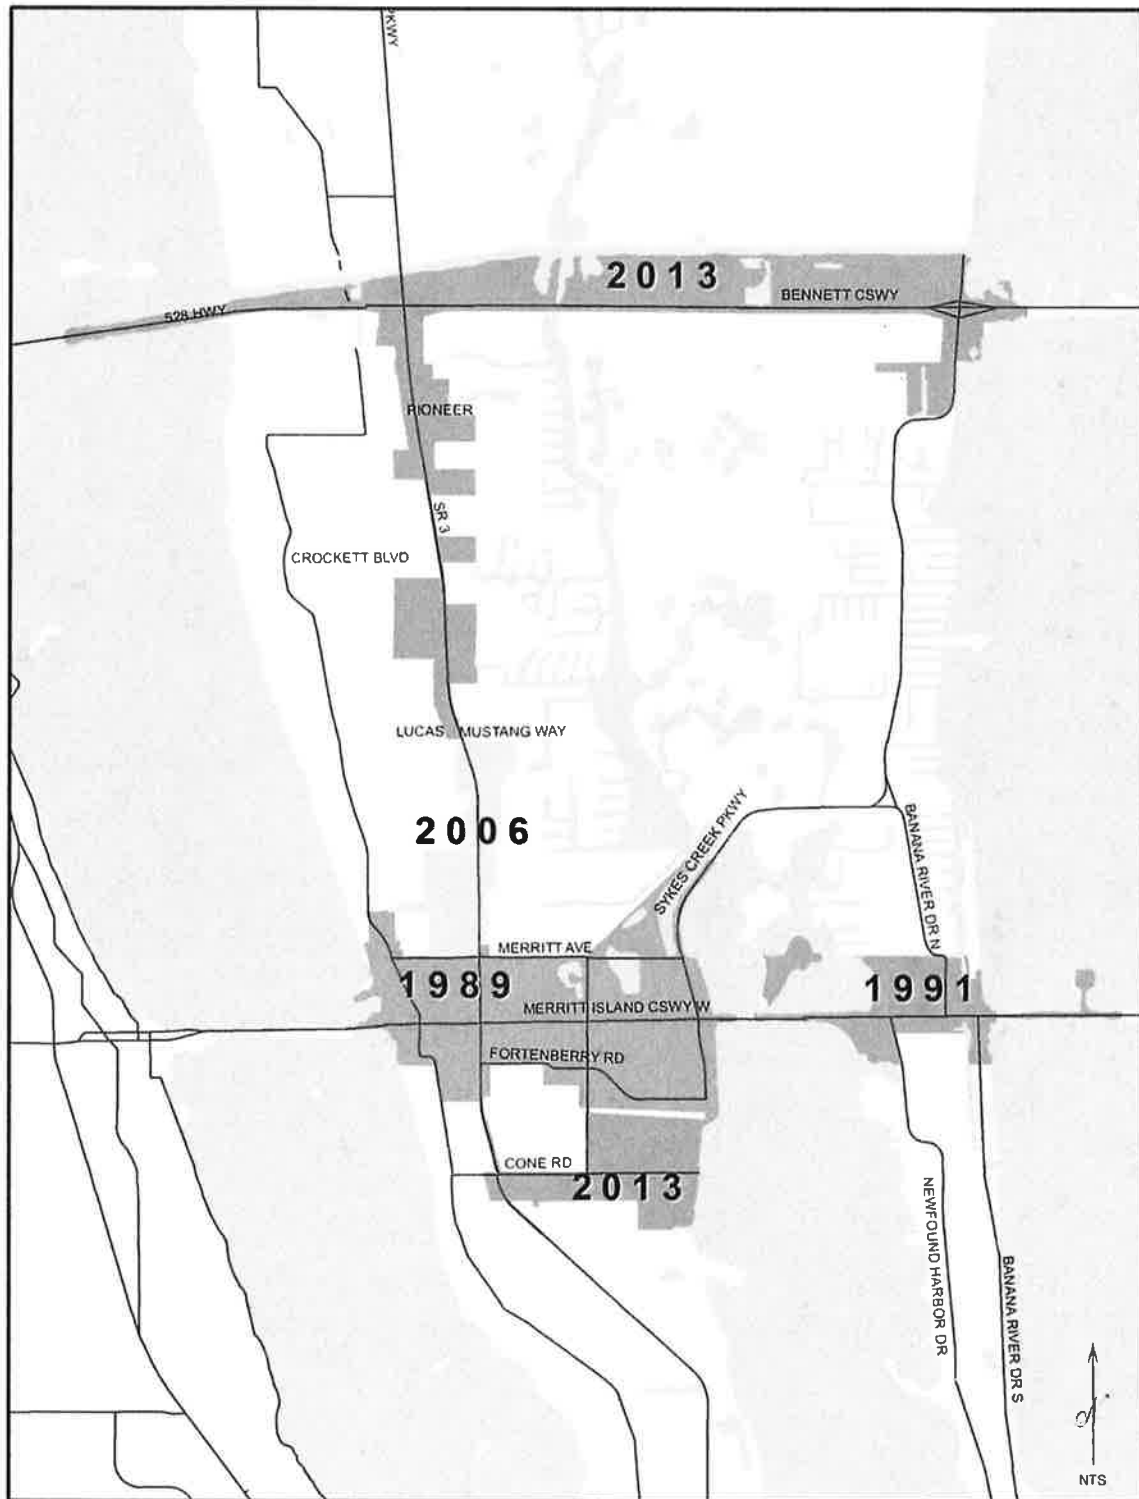 PKWY
2013
BENNETT CSWY
528 HWY
PIONEER
SR 3
CROCKETT BLVD
LUCAS
MUSTANG WAY
2006
SYKES CREEK PKWY
BANANA RIVER DR N
MERRITT AVE
1989
1991
MERRITT ISLAND CSWY W
FORTENBERRY RD
CONE RD
2013
NEWFOUND HARBOR DR
BANANA RIVER DR S
NTS